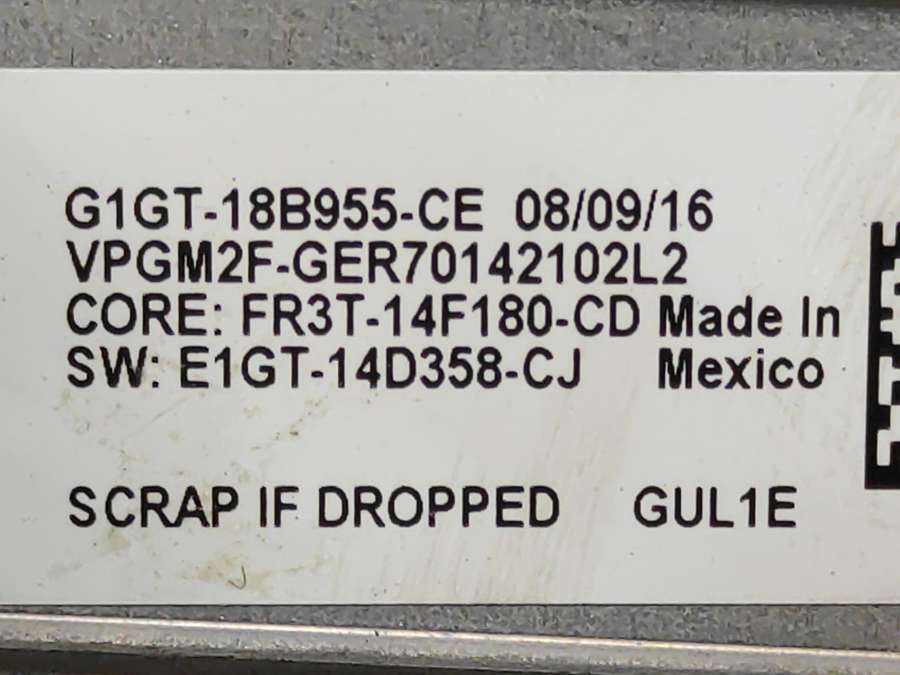 G1GT-18B955-CE 08/09/16
VPGM2F-GER70142102L2
CORE: FR3T-14F180-CD Made In
SW: E1GT-14D358-CJ Mexico
SCRAP IF DROPPED GUL1E